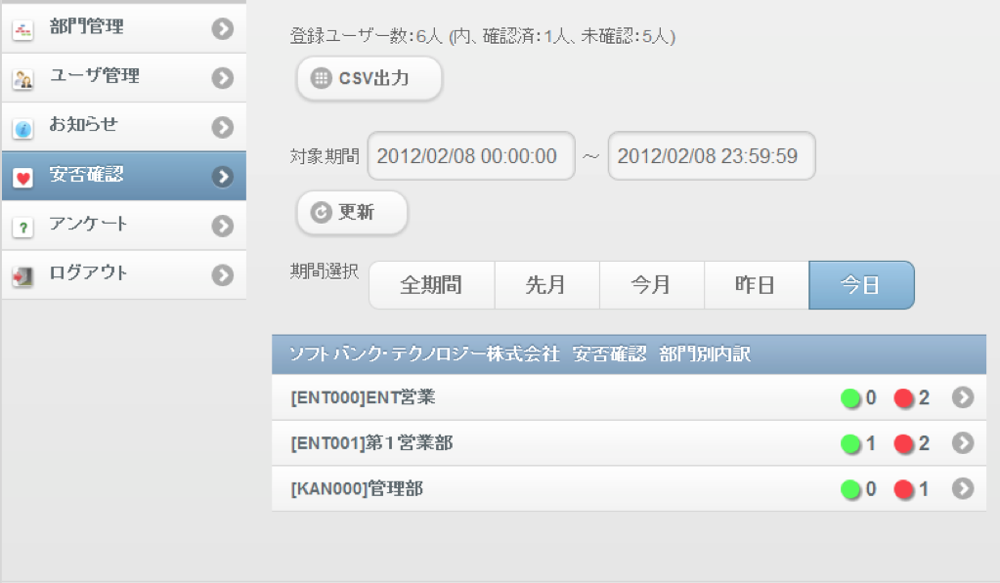 部門管理
ユーザ管理
お知らせ
安否確認
アンケート
ログアウト
登録ユーザー数：6人 (内、確認済：1人、未確認：5人)
CSV出力
対象期間 2012/02/08 00:00:00 ～ 2012/02/08 23:59:59
更新
期間選択 全期間 先月 今月 昨日 今日
ソフトバンク・テクノロジー株式会社 安否確認 部門別内訳
[ENT000]ENT営業 0 2
[ENT001]第１営業部 1 2
[KAN000]管理部 0 1